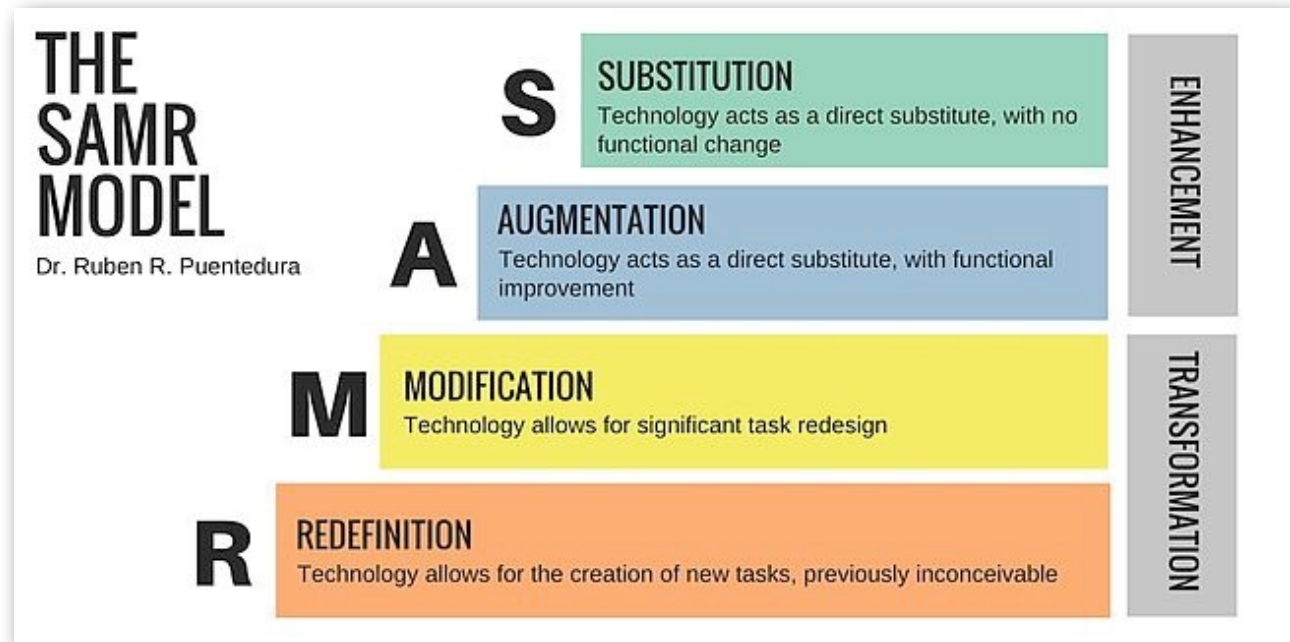 THE
SAMR
MODEL
Dr. Ruben R. Puentedura
S
SUBSTITUTION
Technology acts as a direct substitute, with no
functional change
A
AUGMENTATION
Technology acts as a direct substitute, with functional
improvement
ENHANCEMENT
M
MODIFICATION
Technology allows for significant task redesign
R
REDEFINITION
Technology allows for the creation of new tasks, previously inconceivable
TRANSFORMATION